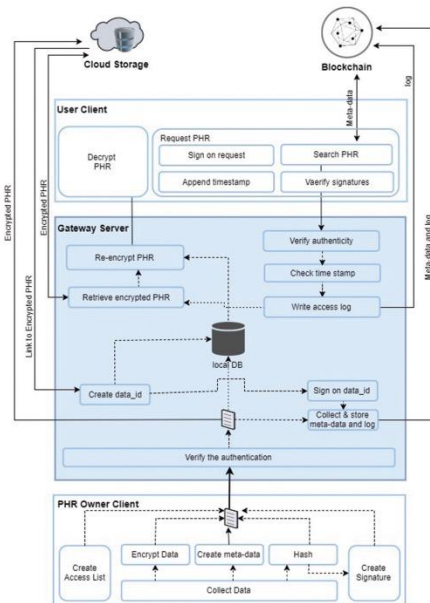 Cloud Storage
Blockchain
User Client
Decrypt
PHR
Request PHR
Sign on request
Search PHR
Append timestamp
Vaerify signatures
Meta-data
log
Encrypted PHR
Link to Encrypted PHR
Encrypted PHR
Meta-data and log
Gateway Server
Re-encrypt PHR
Verify authenticity
Check time stamp
Retrieve encrypted PHR
Write access log
local DB
Create data_id
Sign on data_id
Collect & store
meta-data and log
Verify the authentication
PHR Owner Client
Create
Access List
Encrypt Data
Create meta-data
Hash
Create
Signature
Collect Data